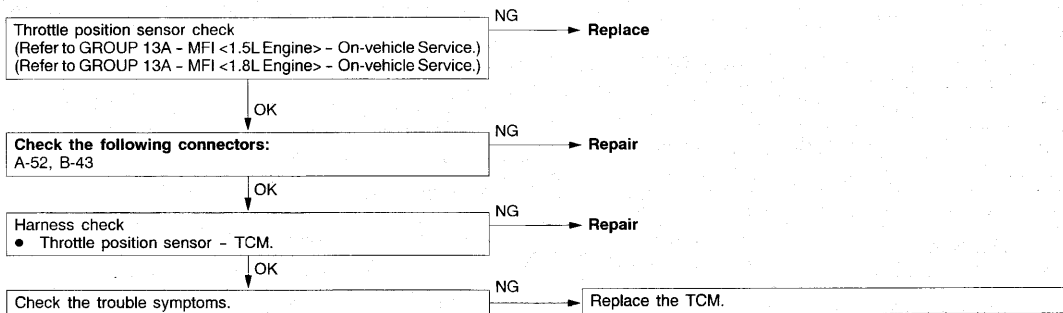 Throttle position sensor check
(Refer to GROUP 13A – MFI <1.5L Engine> – On-vehicle Service.)
(Refer to GROUP 13A – MFI <1.8L Engine> – On-vehicle Service.)
NG
Replace
OK
Check the following connectors:
A-52, B-43
NG
Repair
OK
Harness check
● Throttle position sensor – TCM.
NG
Repair
OK
Check the trouble symptoms.
NG
Replace the TCM.